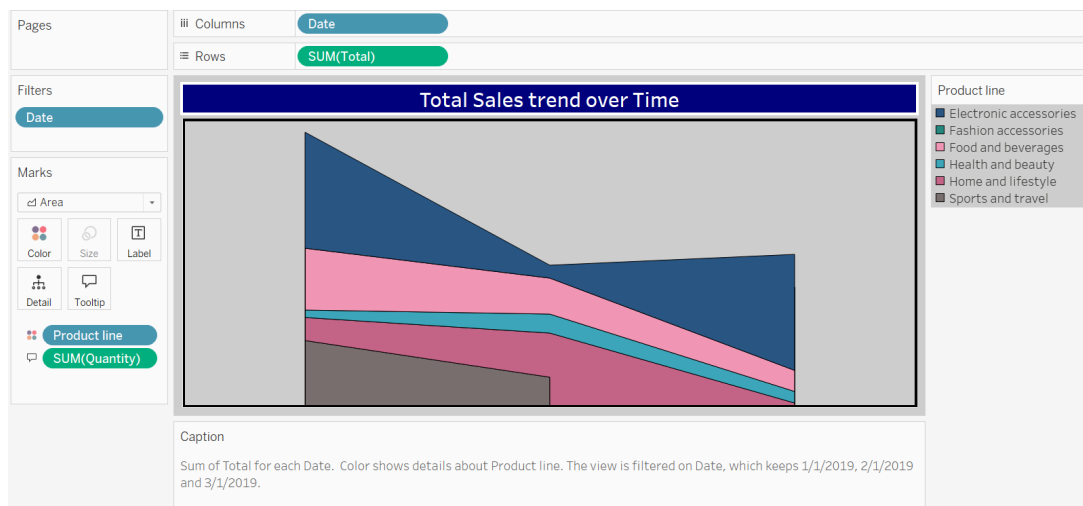 Pages
Columns
Date
Rows
SUM(Total)
Filters
Date
Marks
Area
Color
Size
Label
Detail
Tooltip
Product line
SUM(Quantity)
Total Sales trend over Time
Product line
Electronic accessories
Fashion accessories
Food and beverages
Health and beauty
Home and lifestyle
Sports and travel
Caption
Sum of Total for each Date.  Color shows details about Product line. The view is filtered on Date, which keeps 1/1/2019, 2/1/2019
and 3/1/2019.